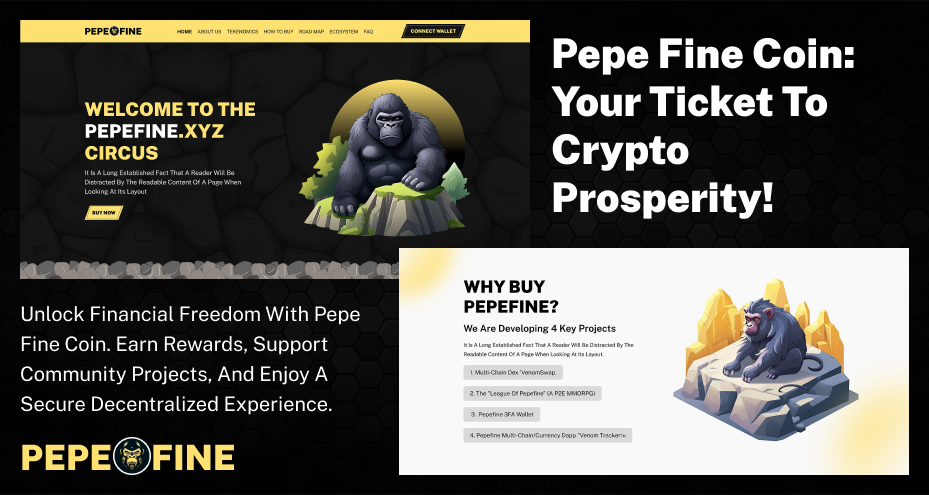 PEPE FINE
HOME ABOUT US TEKENOMICS HOW TO BUY ROAD MAP ECOSYSTEM FAQ
CONNECT WALLET
WELCOME TO THE
PEPEFINE.XYZ
CIRCUS
It Is A Long Established Fact That A Reader Will Be
Distracted By The Readable Content Of A Page When
Looking At Its Layout
BUY NOW
Pepe Fine Coin:
Your Ticket To
Crypto
Prosperity!
Unlock Financial Freedom With Pepe
Fine Coin. Earn Rewards, Support
Community Projects, And Enjoy A
Secure Decentralized Experience.
PEPE FINE
WHY BUY
PEPEFINE?
We Are Developing 4 Key Projects
It Is A Long Established Fact That A Reader Will Be Distracted By The
Readable Content Of A Page When Looking At Its Layout.
1. Multi-Chain Dex "VenomSwap.
2. The "League Of Pepefine" (A P2E MMORPG)
3. Pepefine 3FA Wallet
4. Pepefine Multi-Chain/Currency Dapp "Venom Tracker